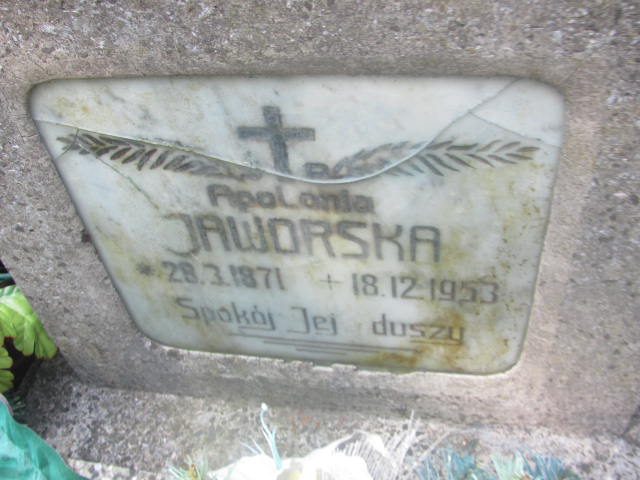 Apolonia
JAWORSKA
* 28.3.1871 + 18.12.1953
Spokój Jej duszy